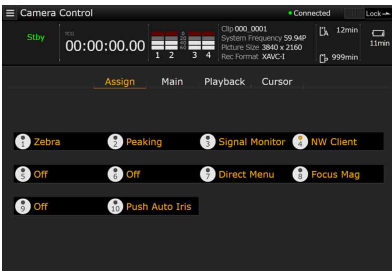 Camera Control
Connected
Lock
Stby
00:00:00.00
1 2 3 4
Clip 000_0001
System Frequency 59.94P
Picture Size 3840 x 2160
Rec Format XAVC-I
A 12min
999min
11min
Assign Main Playback Cursor
1 Zebra
2 Peaking
3 Signal Monitor
4 NW Client
5 Off
6 Off
7 Direct Menu
8 Focus Mag
9 Off
10 Push Auto Iris